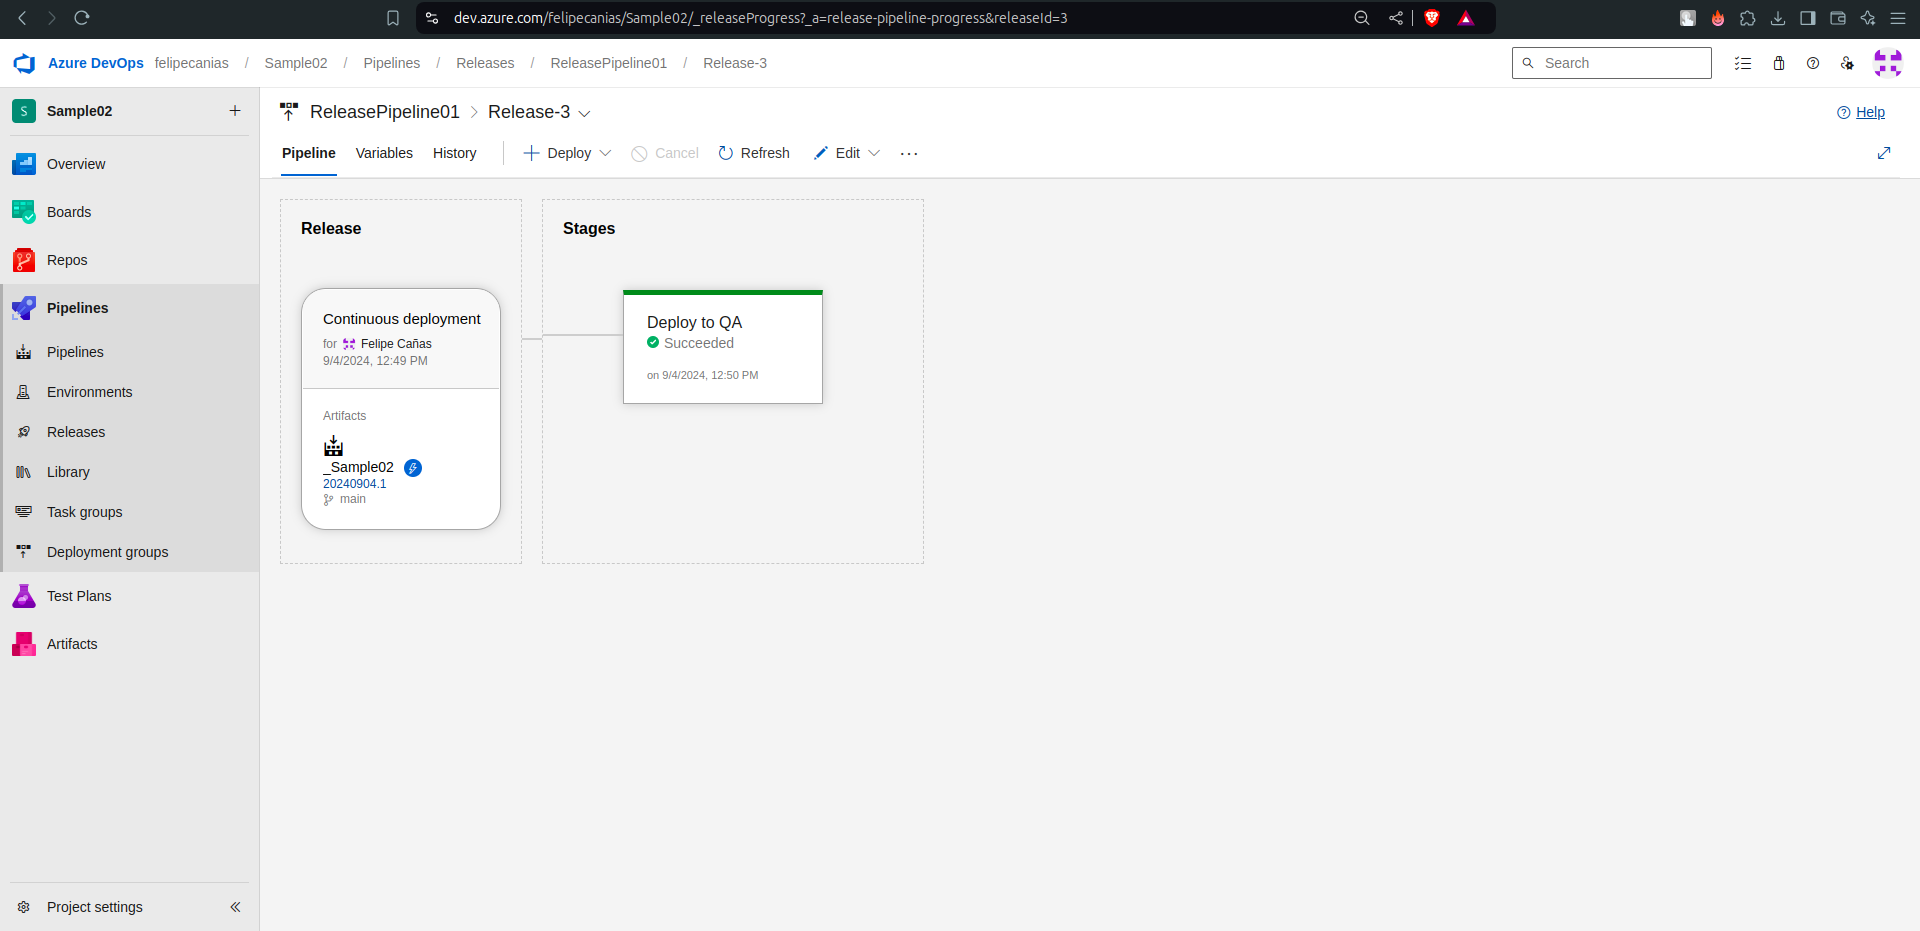 dev.azure.com/felipecanias/Sample02/_releaseProgress?_a=release-pipeline-progress&releaseId=3
Azure DevOps felipecanias / Sample02 / Pipelines / Releases / ReleasePipeline01 / Release-3
Search
S Sample02
Overview
Boards
Repos
Pipelines
Pipelines
Environments
Releases
Library
Task groups
Deployment groups
Test Plans
Artifacts
Project settings
ReleasePipeline01 > Release-3
Help
Pipeline Variables History Deploy Cancel Refresh Edit ...
Release
Continuous deployment
for Felipe Cañas
9/4/2024, 12:49 PM
Artifacts
_Sample02
20240904.1
main
Stages
Deploy to QA
Succeeded
on 9/4/2024, 12:50 PM